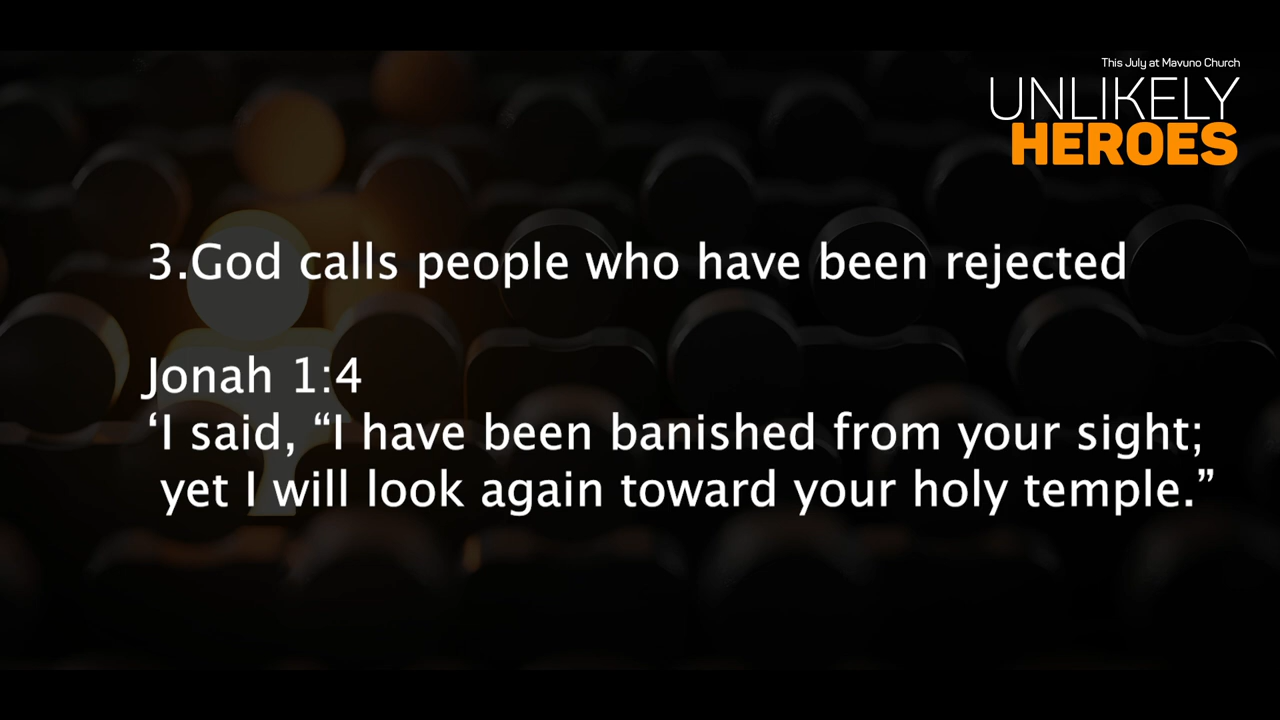 This July at Mavuno Church
UNLIKELY
HEROES
3.God calls people who have been rejected
Jonah 1:4
‘I said, “I have been banished from your sight;
yet I will look again toward your holy temple.”